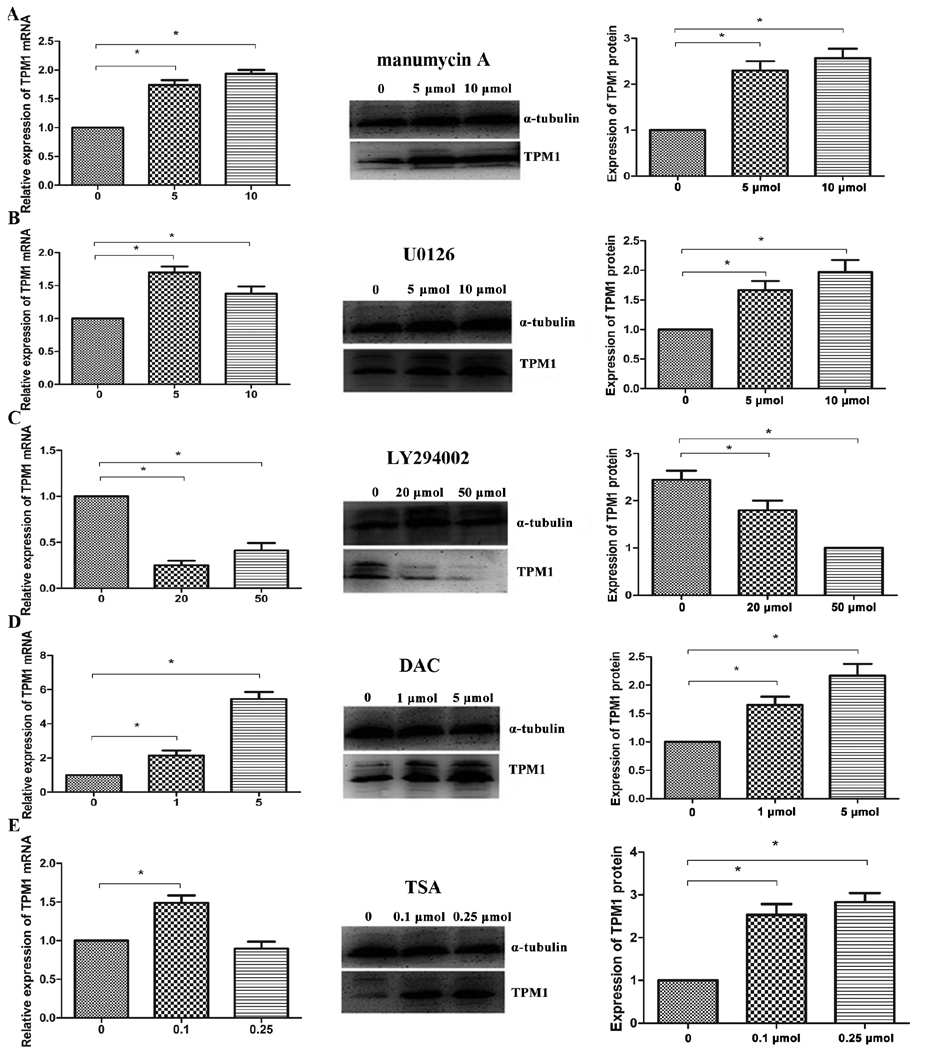 A
Relative expression of TPM1 mRNA
2.5
2.0
1.5
1.0
0.5
0.0
*
*
0 5 10
manumycin A
0 5 µmol 10 µmol
α-tubulin
TPM1
Expression of TPM1 protein
3
2
1
0
*
*
0 5 µmol 10 µmol
B
Relative expression of TPM1 mRNA
2.0
1.5
1.0
0.5
0.0
*
*
0 5 10
U0126
0 5 µmol 10 µmol
α-tubulin
TPM1
Expression of TPM1 protein
2.5
2.0
1.5
1.0
0.5
0.0
*
*
0 5 µmol 10 µmol
C
Relative expression of TPM1 mRNA
1.5
1.0
0.5
0.0
*
*
0 20 50
LY294002
0 20 µmol 50 µmol
α-tubulin
TPM1
Expression of TPM1 protein
3
2
1
0
*
*
0 20 µmol 50 µmol
D
Relative expression of TPM1 mRNA
8
6
4
2
0
*
*
0 1 5
DAC
0 1 µmol 5 µmol
α-tubulin
TPM1
Expression of TPM1 protein
2.5
2.0
1.5
1.0
0.5
0.0
*
*
0 1 µmol 5 µmol
E
Relative expression of TPM1 mRNA
2.0
1.5
1.0
0.5
0.0
*
0 0.1 0.25
TSA
0 0.1 µmol 0.25 µmol
α-tubulin
TPM1
Expression of TPM1 protein
4
3
2
1
0
*
*
0 0.1 µmol 0.25 µmol